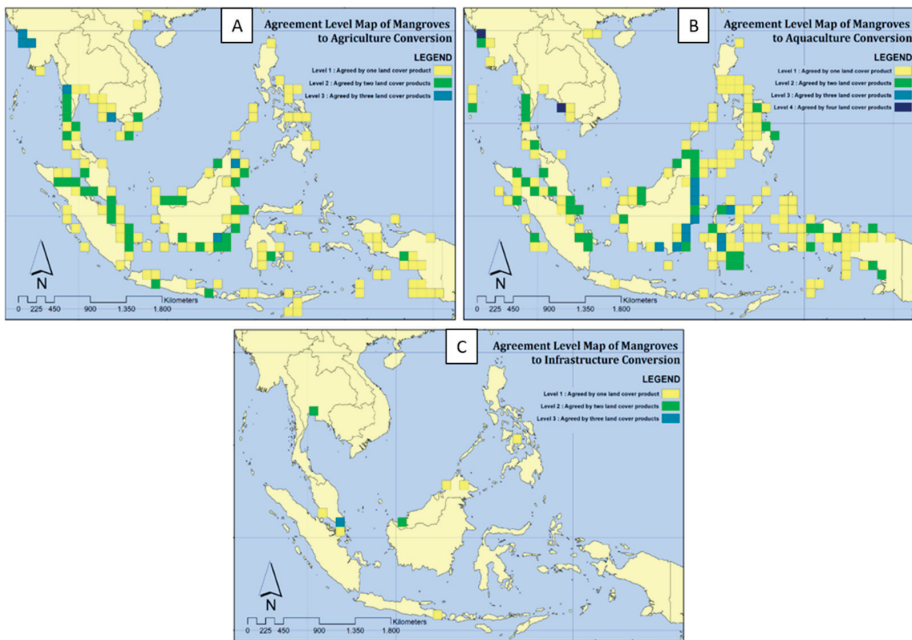 A
Agreement Level Map of Mangroves
to Agriculture Conversion
LEGEND
Level 1 : Agreed by one land cover product
Level 2 : Agreed by two land cover products
Level 3 : Agreed by three land cover products
N
Kilometers
0 225 450 900 1.350 1.800
B
Agreement Level Map of Mangroves
to Aquaculture Conversion
LEGEND
Level 1 : Agreed by one land cover product
Level 2 : Agreed by two land cover products
Level 3 : Agreed by three land cover products
Level 4 : Agreed by four land cover products
N
Kilometers
0 225 450 900 1.350 1.800
C
Agreement Level Map of Mangroves
to Infrastructure Conversion
LEGEND
Level 1 : Agreed by one land cover product
Level 2 : Agreed by two land cover products
Level 3 : Agreed by three land cover products
N
Kilometers
0 225 450 900 1.350 1.800